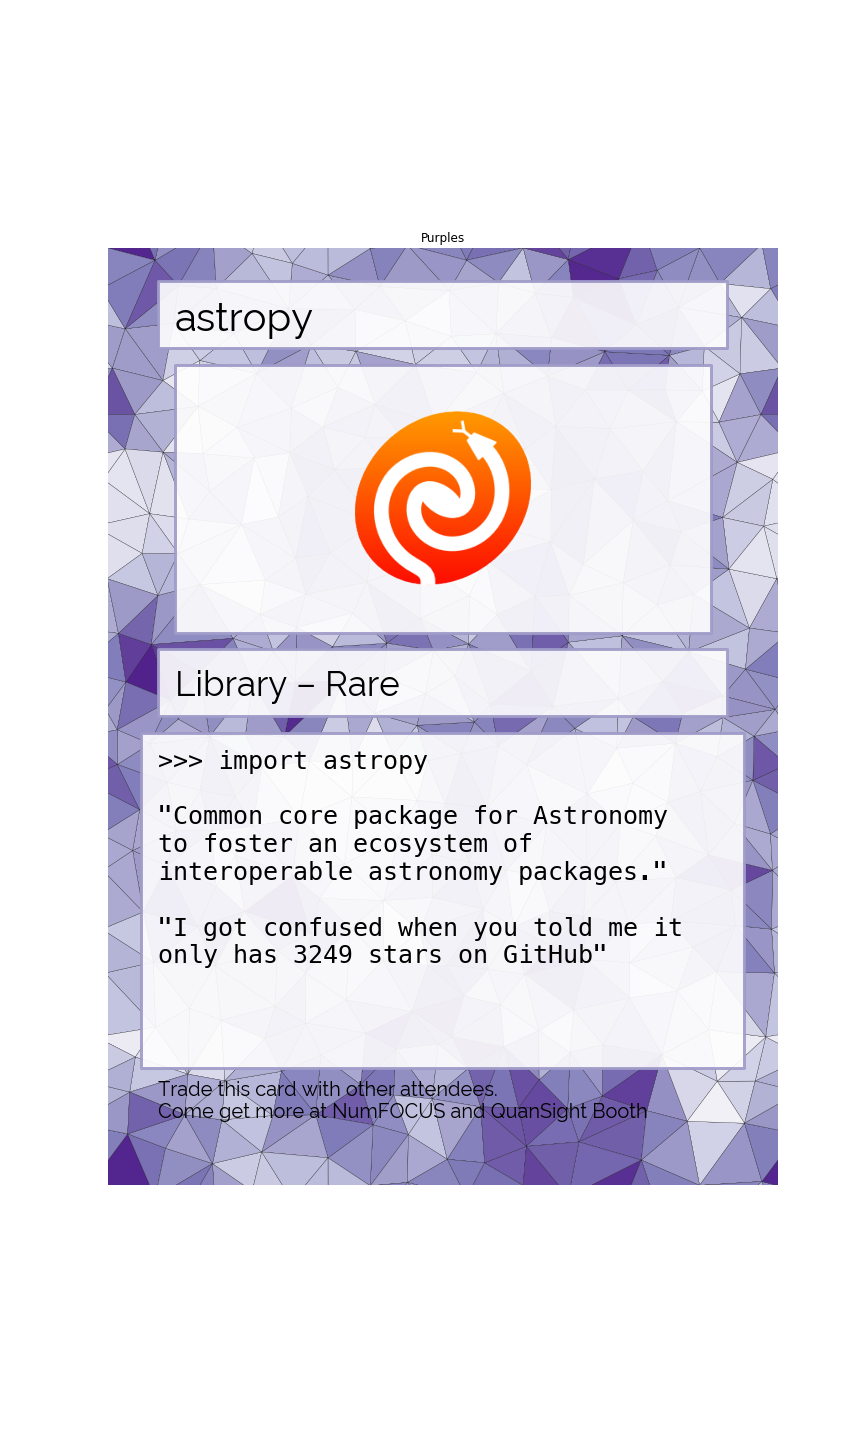 Purples
astropy
Library – Rare
>>> import astropy
"Common core package for Astronomy
to foster an ecosystem of
interoperable astronomy packages."
"I got confused when you told me it
only has 3249 stars on GitHub"
Trade this card with other attendees.
Come get more at NumFOCUS and QuanSight Booth